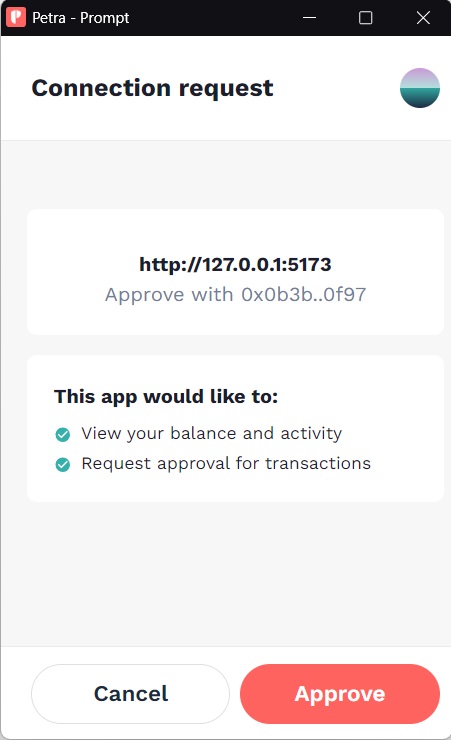 Petra - Prompt
Connection request
http://127.0.0.1:5173
Approve with 0x0b3b..0f97
This app would like to:
View your balance and activity
Request approval for transactions
Cancel
Approve